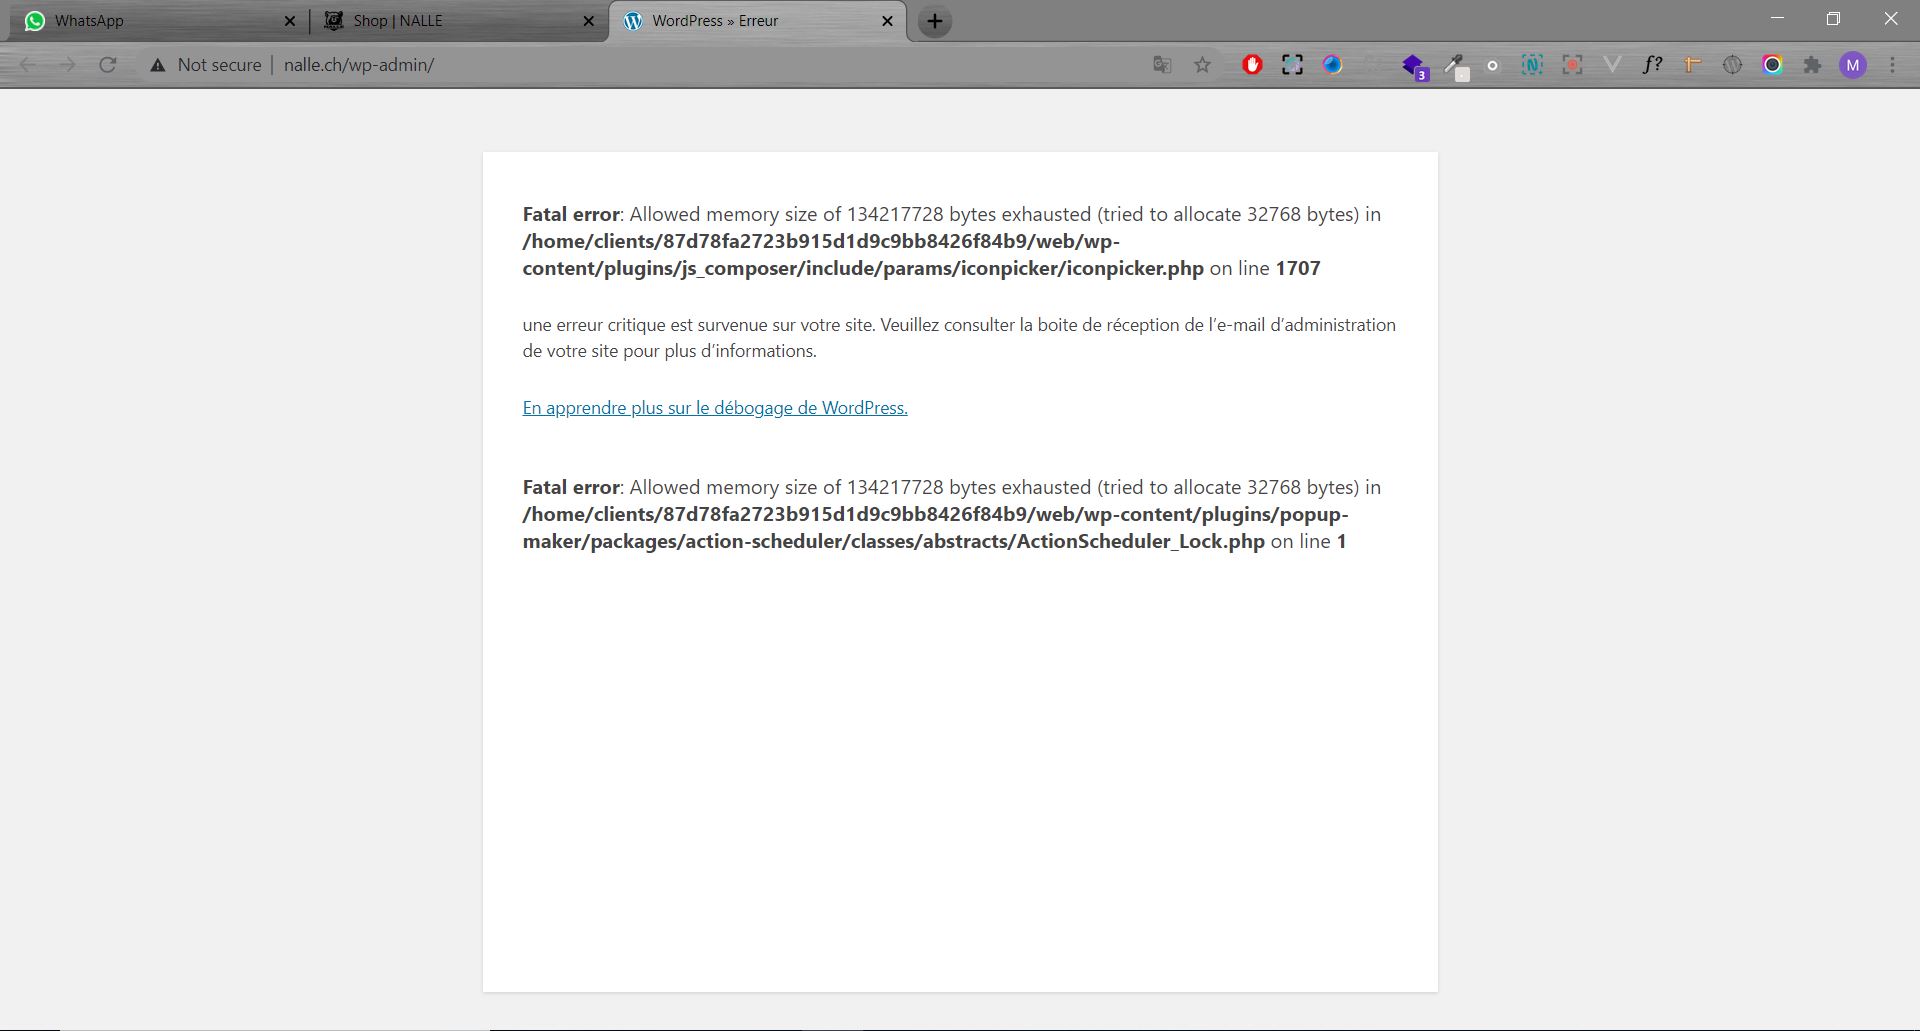 WhatsApp
Shop | NALLE
WordPress » Erreur
Not secure
nalle.ch/wp-admin/
3
f?
M
Fatal error: Allowed memory size of 134217728 bytes exhausted (tried to allocate 32768 bytes) in
/home/clients/87d78fa2723b915d1d9c9bb8426f84b9/web/wp-
content/plugins/js_composer/include/params/iconpicker/iconpicker.php on line 1707
une erreur critique est survenue sur votre site. Veuillez consulter la boite de réception de l’e-mail d’administration
de votre site pour plus d’informations.
En apprendre plus sur le débogage de WordPress.
Fatal error: Allowed memory size of 134217728 bytes exhausted (tried to allocate 32768 bytes) in
/home/clients/87d78fa2723b915d1d9c9bb8426f84b9/web/wp-content/plugins/popup-
maker/packages/action-scheduler/classes/abstracts/ActionScheduler_Lock.php on line 1